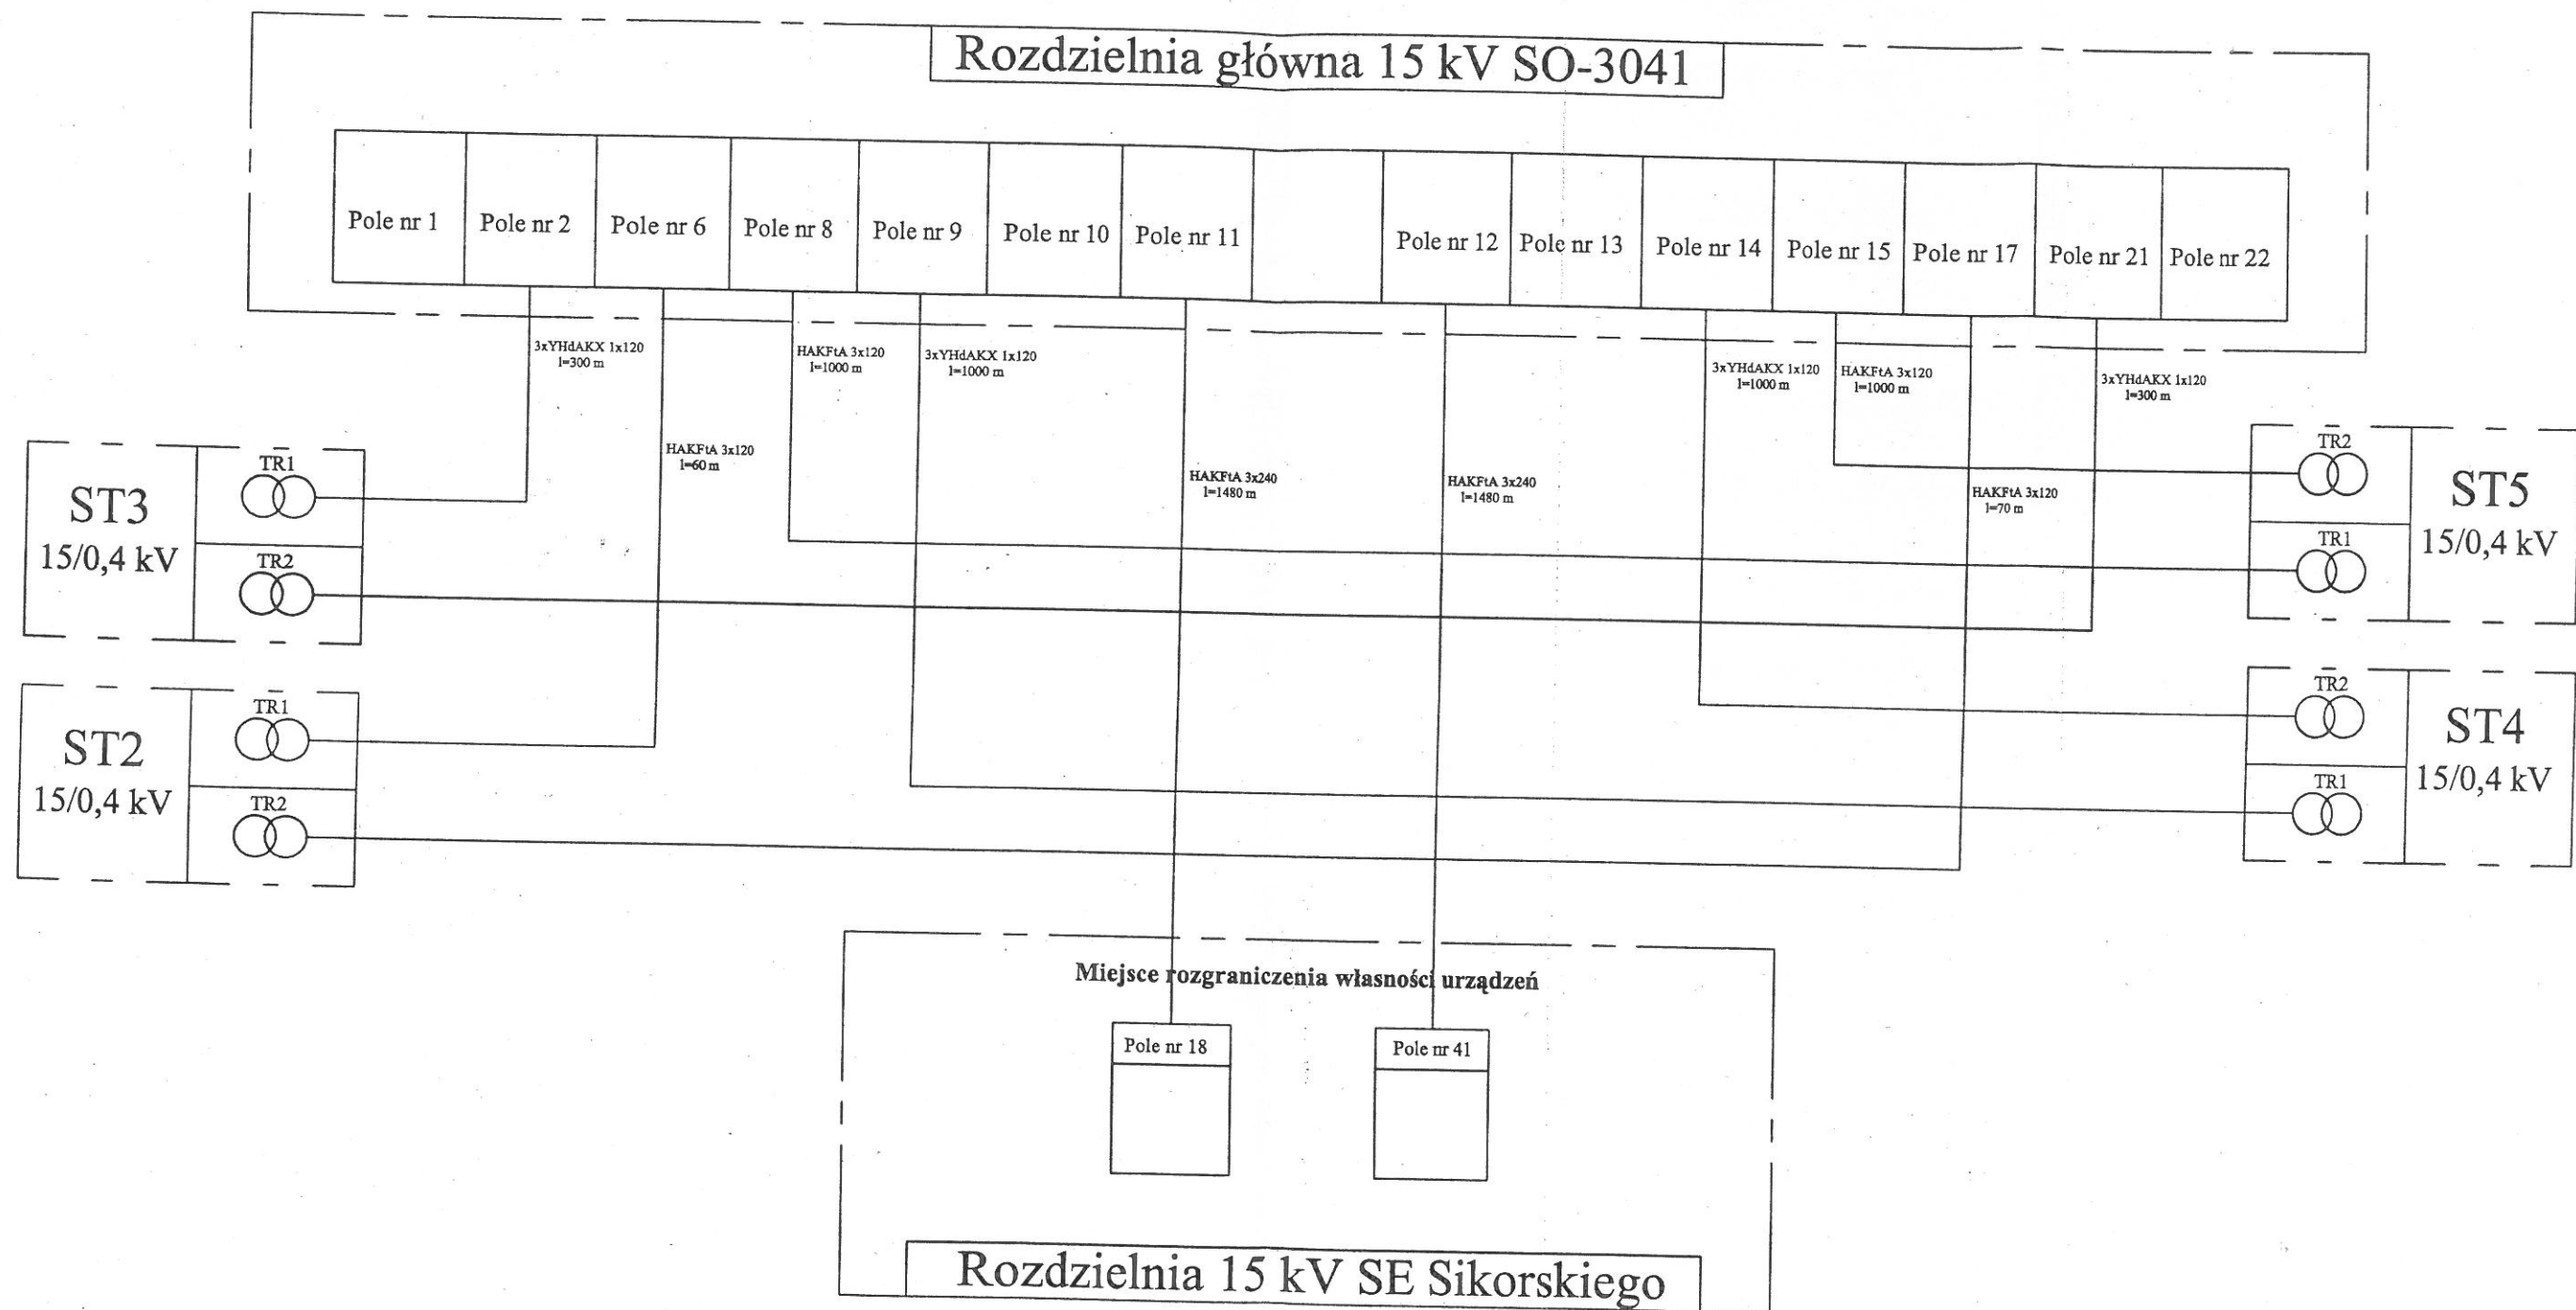 Rozdzielnia główna 15 kV SO-3041
Pole nr 1
Pole nr 2
Pole nr 6
Pole nr 8
Pole nr 9
Pole nr 10
Pole nr 11
Pole nr 12
Pole nr 13
Pole nr 14
Pole nr 15
Pole nr 17
Pole nr 21
Pole nr 22
3xYHdAKX 1x120
l=300 m
HAKFtA 3x120
l=1000 m
3xYHdAKX 1x120
l=1000 m
3xYHdAKX 1x120
l=1000 m
HAKFtA 3x120
l=1000 m
3xYHdAKX 1x120
l=300 m
HAKFtA 3x120
l=60 m
HAKFtA 3x240
l=1480 m
HAKFtA 3x240
l=1480 m
HAKFtA 3x120
l=70 m
ST3
15/0,4 kV
TR1
TR2
ST5
15/0,4 kV
TR2
TR1
ST2
15/0,4 kV
TR1
TR2
ST4
15/0,4 kV
TR2
TR1
Miejsce rozgraniczenia własności urządzeń
Pole nr 18
Pole nr 41
Rozdzielnia 15 kV SE Sikorskiego